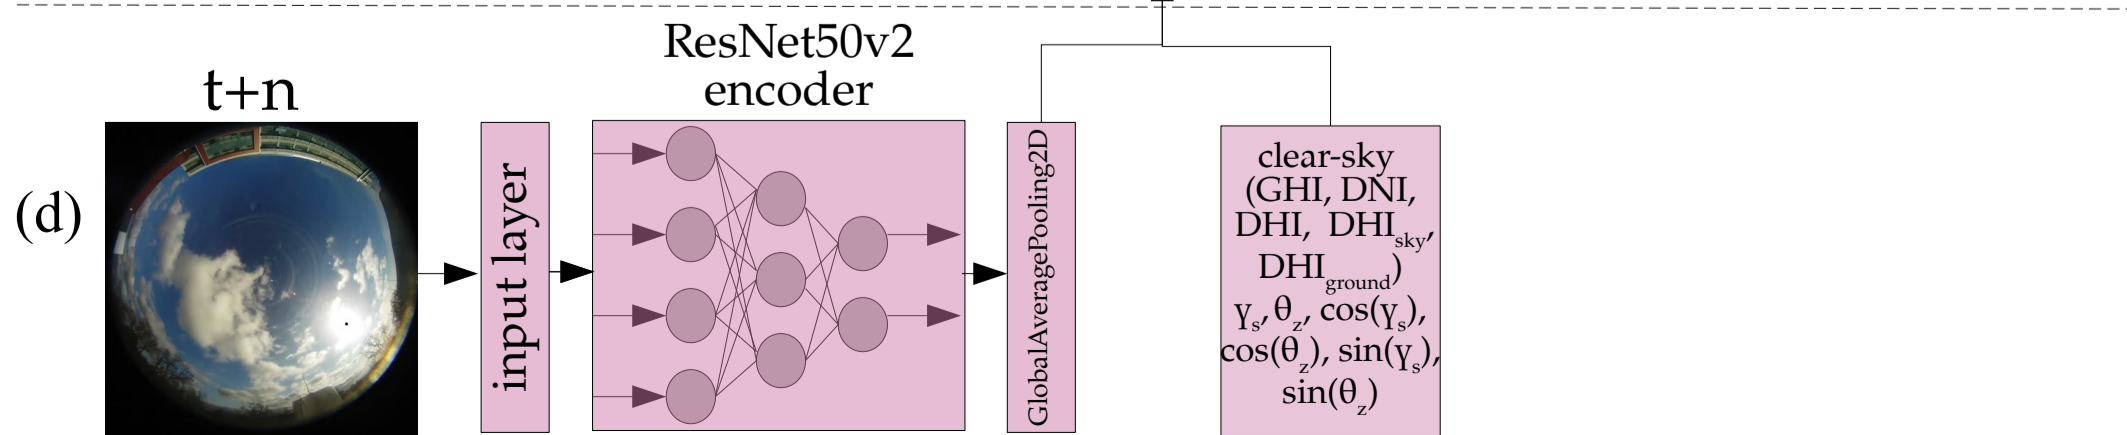 (d)
t+n
input layer
ResNet50v2
encoder
GlobalAveragePooling2D
clear-sky
(GHI, DNI,
DHI, DHI_sky,
DHI_ground)
γ_s, θ_z, cos(γ_s),
cos(θ_z), sin(γ_s),
sin(θ_z)